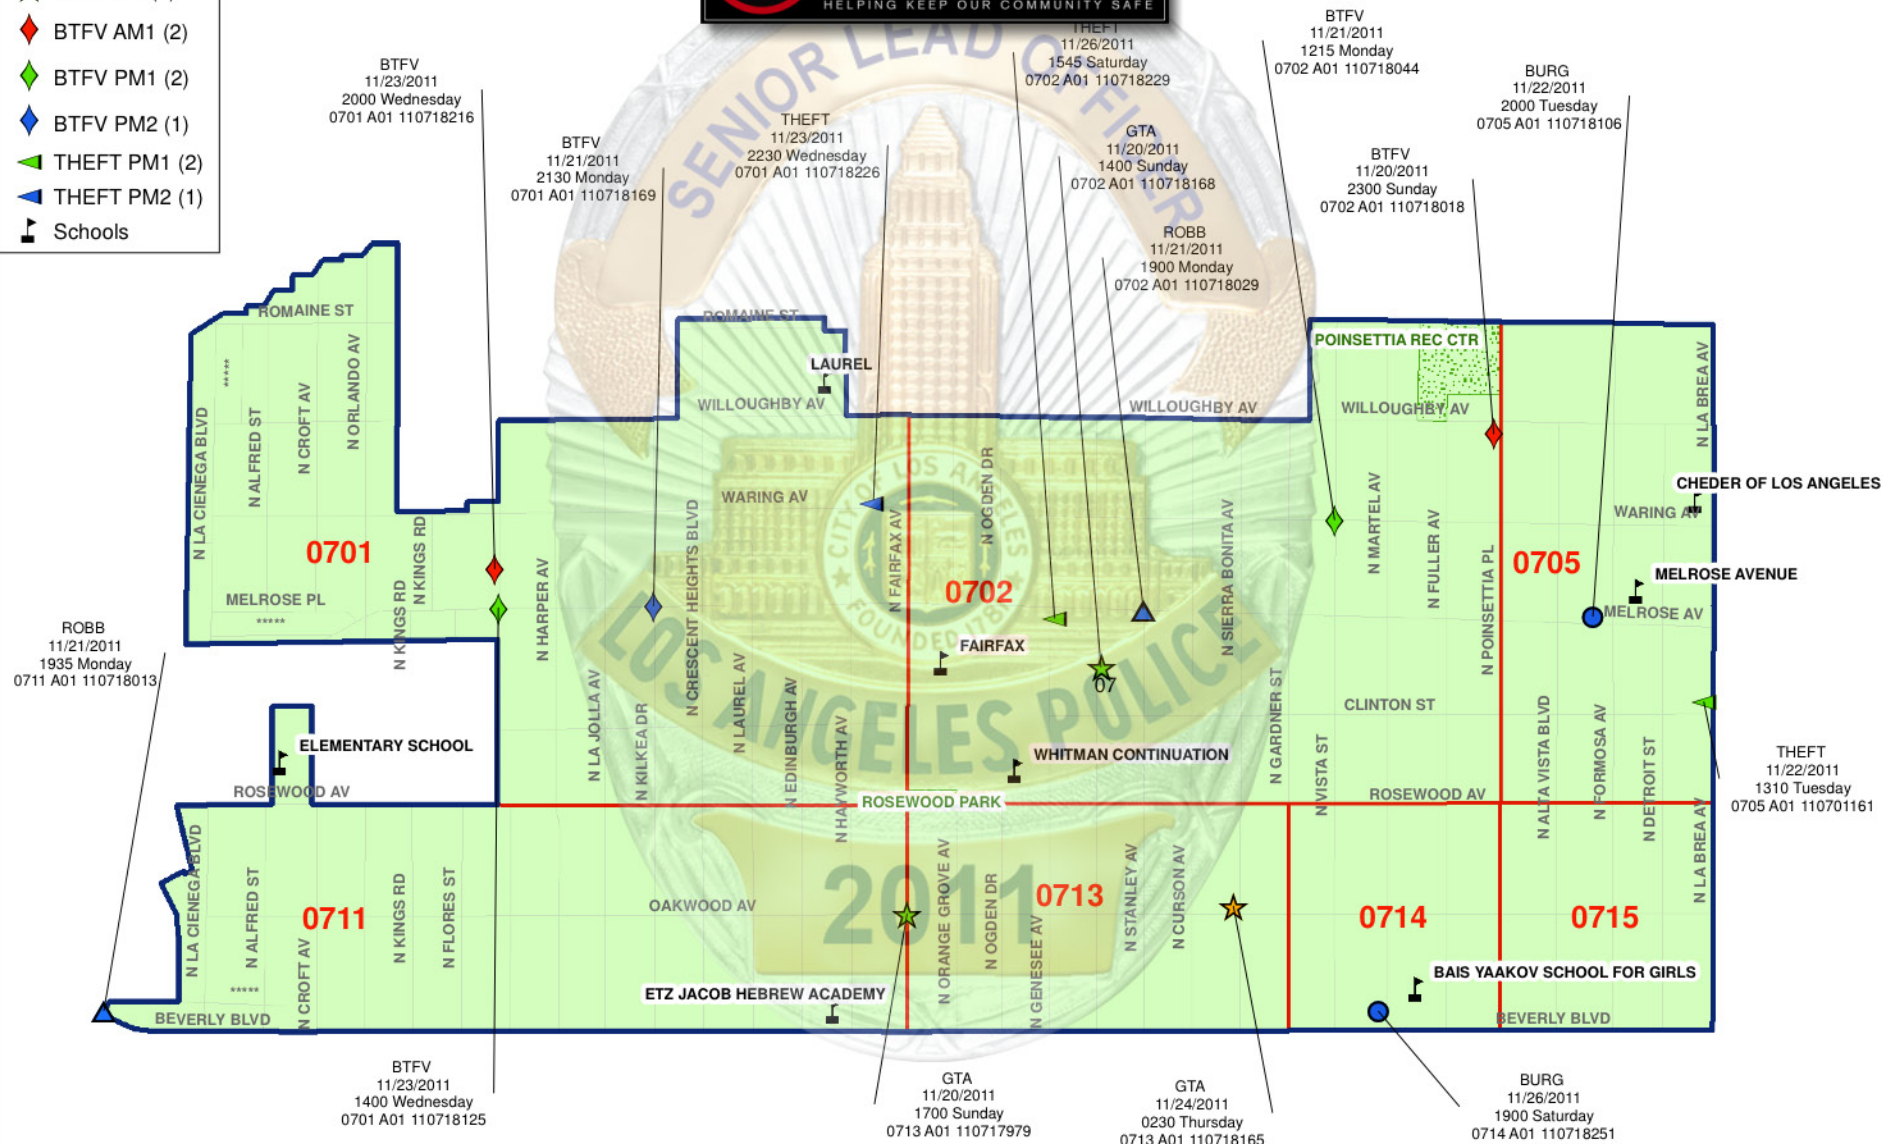 HELPING KEEP OUR COMMUNITY SAFE
BTFV AM1 (2)
BTFV PM1 (2)
BTFV PM2 (1)
THEFT PM1 (2)
THEFT PM2 (1)
Schools
SENIOR LEAD OFFICER
BTFV
11/23/2011
2000 Wednesday
0701 A01 110718216
BTFV
11/21/2011
2130 Monday
0701 A01 110718169
THEFT
11/23/2011
2230 Wednesday
0701 A01 110718226
THEFT
11/26/2011
1545 Saturday
0702 A01 110718229
GTA
11/20/2011
1400 Sunday
0702 A01 110718168
ROBB
11/21/2011
1900 Monday
0702 A01 110718029
BTFV
11/21/2011
1215 Monday
0702 A01 110718044
BTFV
11/20/2011
2300 Sunday
0702 A01 110718018
BURG
11/22/2011
2000 Tuesday
0705 A01 110718106
ROMAINE ST
ROMAINE ST
POINSETTIA REC CTR
LAUREL
WILLOUGHBY AV
WILLOUGHBY AV
WILLOUGHBY AV
*****
N LA CIENEGA BLVD
N ALFRED ST
N CROFT AV
N ORLANDO AV
N LA BREA AV
CITY OF LOS ANGELES
FOUNDED 178
WARING AV
N OGDEN DR
CHEDER OF LOS ANGELES
WARING AV
0701
N KINGS RD
N HARPER AV
N CRESCENT HEIGHTS BLVD
N FAIRFAX AV
0702
N SIERRA BONITA AV
N MARTEL AV
N FULLER AV
N POINSETTIA PL
0705
MELROSE AVENUE
MELROSE AV
MELROSE PL
*****
N KINGS RD
FAIRFAX
07
LOS ANGELES POLICE
ROBB
11/21/2011
1935 Monday
0711 A01 110718013
N LA JOLLA AV
N KILKEA DR
N LAUREL AV
N EDINBURGH AV
N HAYWORTH AV
N GARDNER ST
N VISTA ST
CLINTON ST
N ALTA VISTA BLVD
N FORMOSA AV
N DETROIT ST
ELEMENTARY SCHOOL
WHITMAN CONTINUATION
ROSEWOOD AV
ROSEWOOD PARK
ROSEWOOD AV
THEFT
11/22/2011
1310 Tuesday
0705 A01 110701161
N LA CIENEGA BLVD
N ALFRED ST
0711
N CROFT AV
N KINGS RD
N FLORES ST
OAKWOOD AV
2011
N ORANGE GROVE AV
N OGDEN DR
N GENESEE AV
0713
N STANLEY AV
N CURSON AV
0714
0715
N LA BREA AV
*****
BEVERLY BLVD
ETZ JACOB HEBREW ACADEMY
BAIS YAAKOV SCHOOL FOR GIRLS
BEVERLY BLVD
BTFV
11/23/2011
1400 Wednesday
0701 A01 110718125
GTA
11/20/2011
1700 Sunday
0713 A01 110717979
GTA
11/24/2011
0230 Thursday
0713 A01 110718165
BURG
11/26/2011
1900 Saturday
0714 A01 110718251